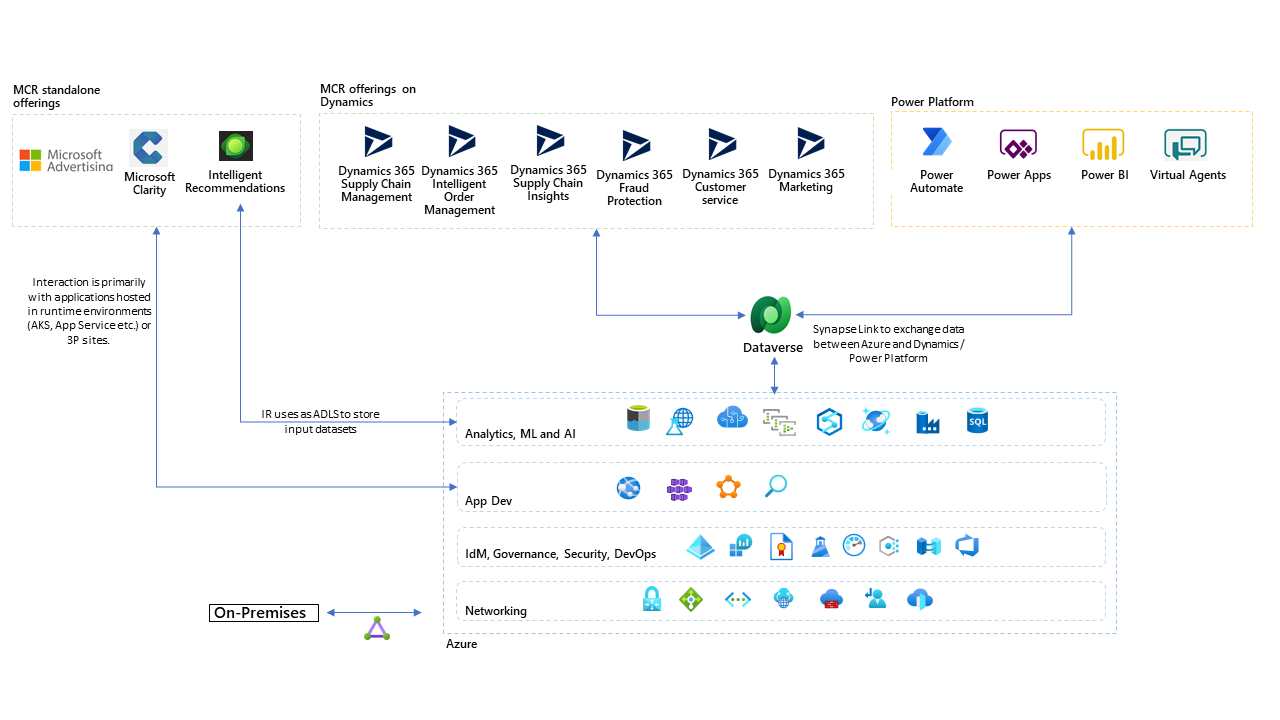 MCR standalone
offerings
Microsoft
Advertising
Microsoft
Clarity
Intelligent
Recommendations
MCR offerings on
Dynamics
Dynamics 365
Supply Chain
Management
Dynamics 365
Intelligent
Order
Management
Dynamics 365
Supply Chain
Insights
Dynamics 365
Fraud
Protection
Dynamics 365
Customer
service
Dynamics 365
Marketing
Power Platform
Power
Automate
Power Apps
Power BI
Virtual Agents
Interaction is primarily
with applications hosted
in runtime environments
(AKS, App Service etc.) or
3P sites.
Dataverse
Synapse Link to exchange data
between Azure and Dynamics /
Power Platform
IR uses as ADLS to store
input datasets
Analytics, ML and AI
SQL
App Dev
IdM, Governance, Security, DevOps
Networking
On-Premises
Azure